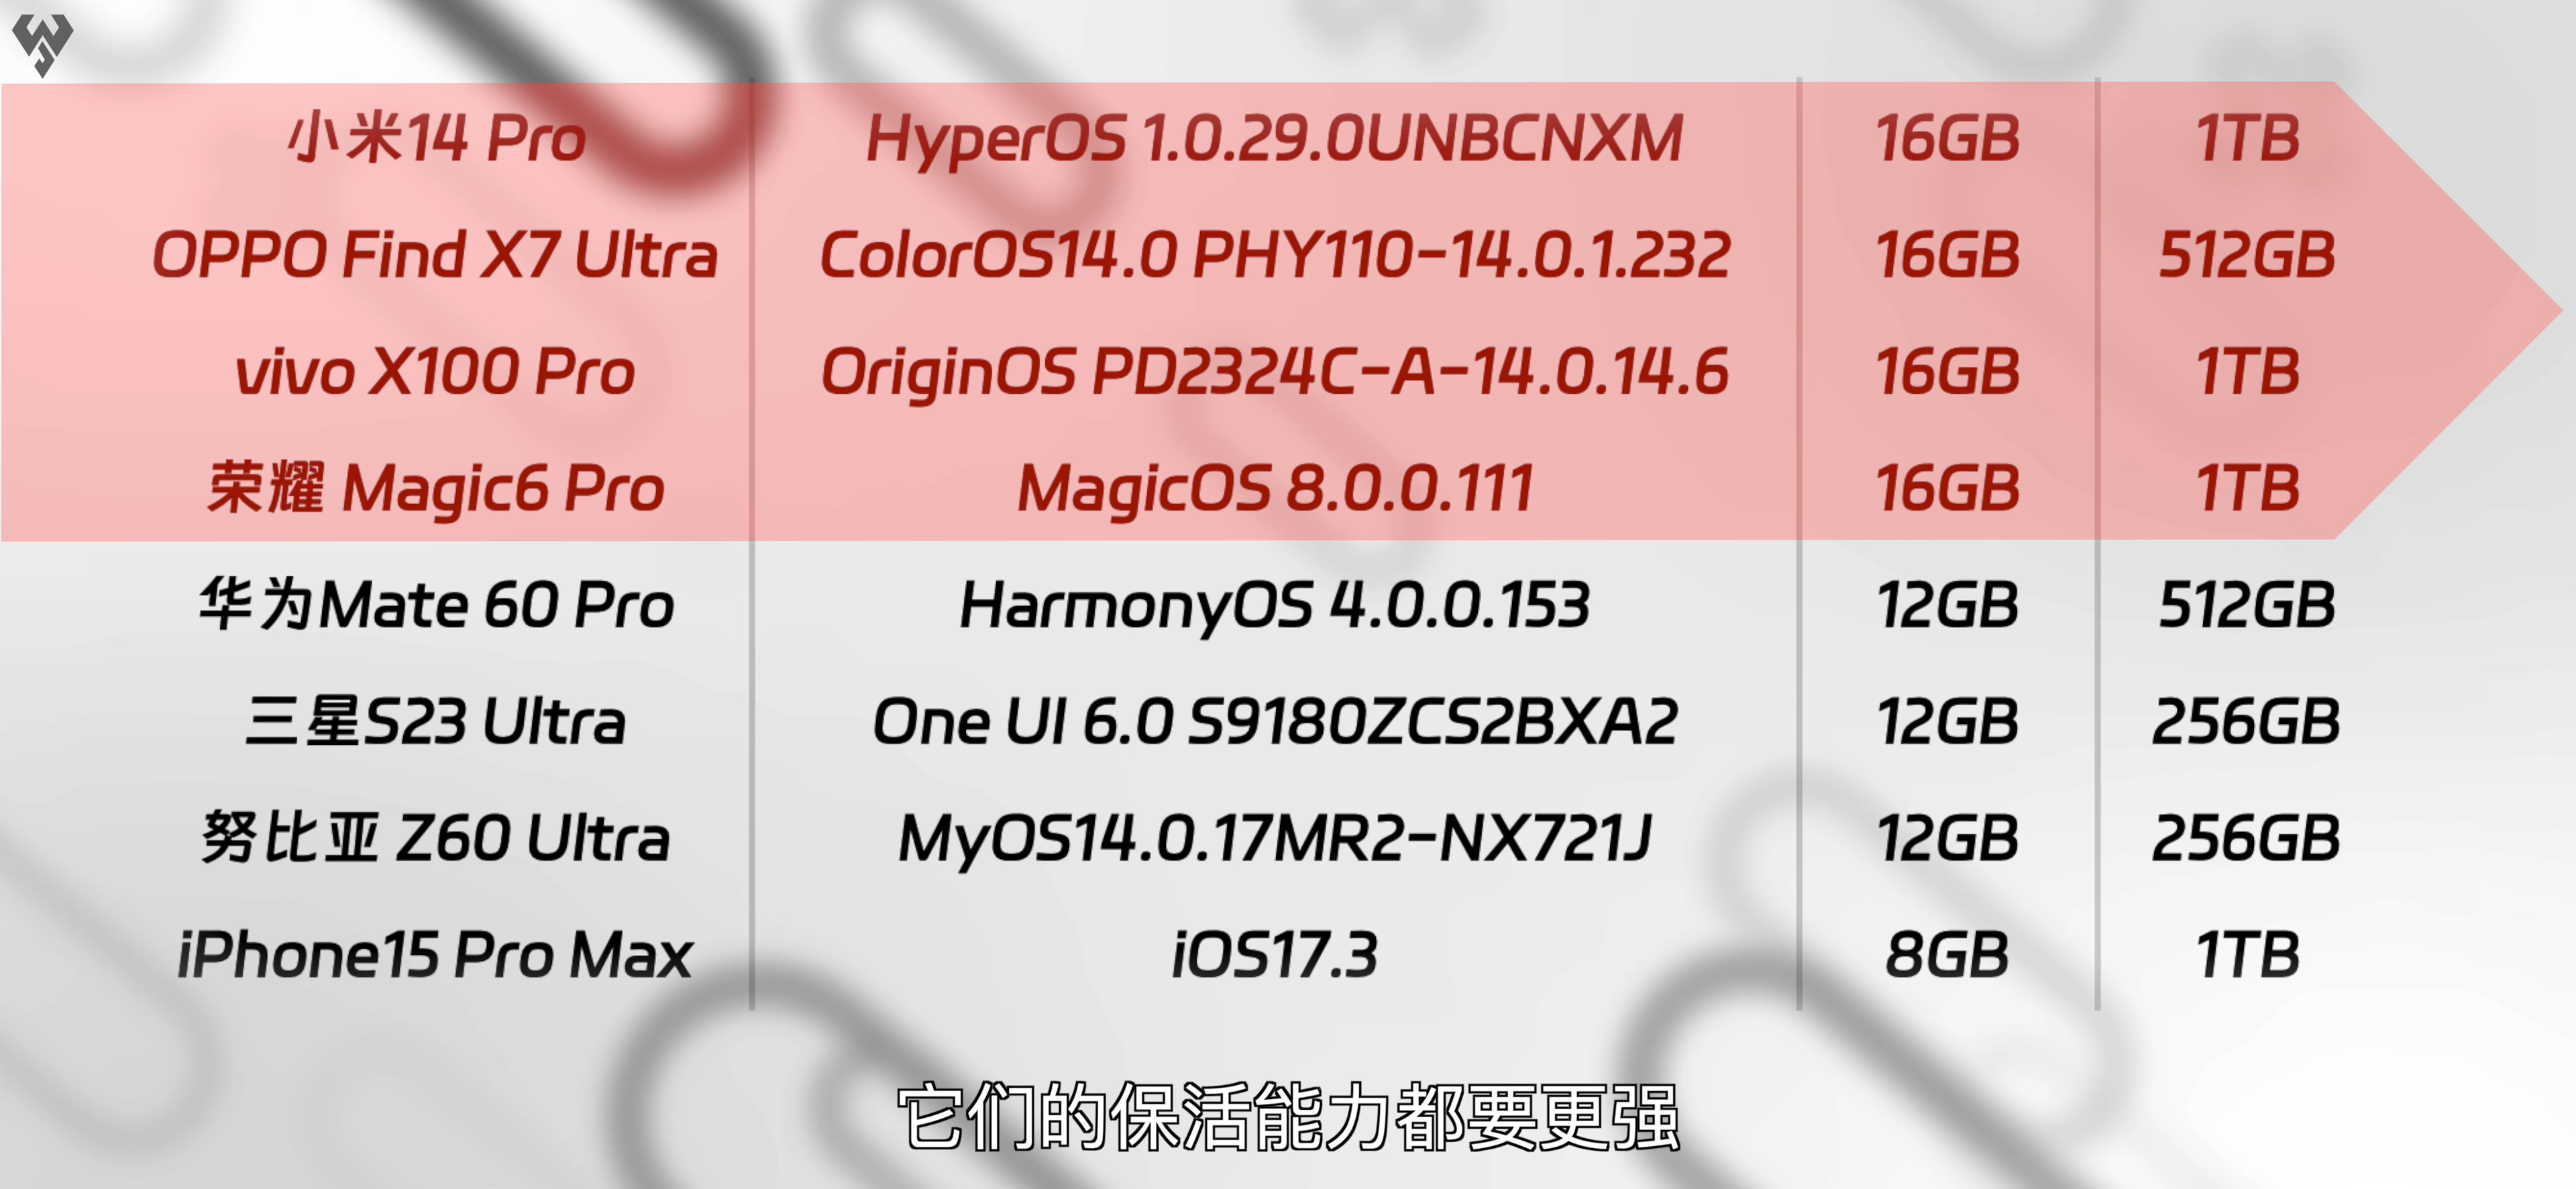 小米14 Pro HyperOS 1.0.29.0UNBCNXM 16GB 1TB
OPPO Find X7 Ultra ColorOS14.0 PHY110-14.0.1.232 16GB 512GB
vivo X100 Pro OriginOS PD2324C-A-14.0.14.6 16GB 1TB
荣耀 Magic6 Pro MagicOS 8.0.0.111 16GB 1TB
华为Mate 60 Pro HarmonyOS 4.0.0.153 12GB 512GB
三星S23 Ultra One UI 6.0 S9180ZCS2BXA2 12GB 256GB
努比亚 Z60 Ultra MyOS14.0.17MR2-NX721J 12GB 256GB
iPhone15 Pro Max iOS17.3 8GB 1TB
它们的保活能力都要更强